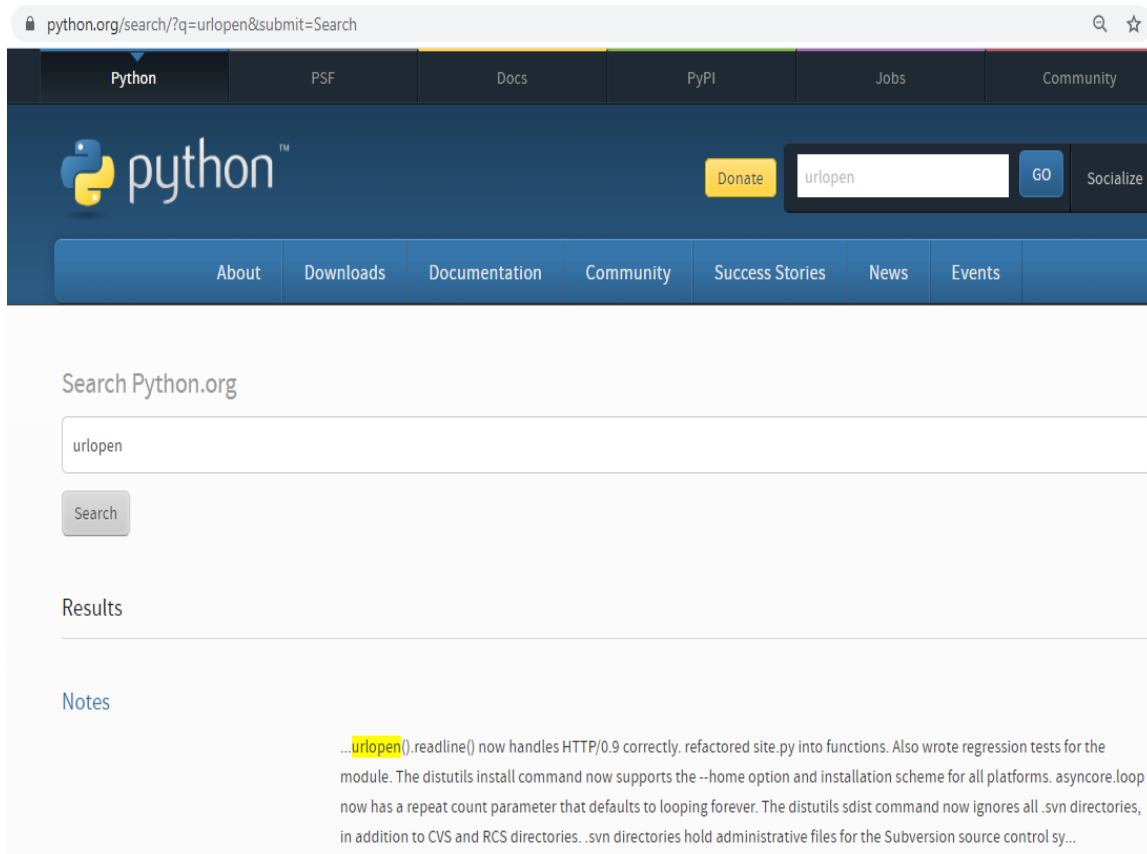 python.org/search/?q=urlopen&submit=Search
Python PSF Docs PyPI Jobs Community
python™
Donate urlopen GO Socialize
About Downloads Documentation Community Success Stories News Events
Search Python.org
urlopen
Search
Results
Notes
...urlopen().readline() now handles HTTP/0.9 correctly. refactored site.py into functions. Also wrote regression tests for the
module. The distutils install command now supports the --home option and installation scheme for all platforms. asyncore.loop
now has a repeat count parameter that defaults to looping forever. The distutils sdist command now ignores all .svn directories,
in addition to CVS and RCS directories. .svn directories hold administrative files for the Subversion source control sy...